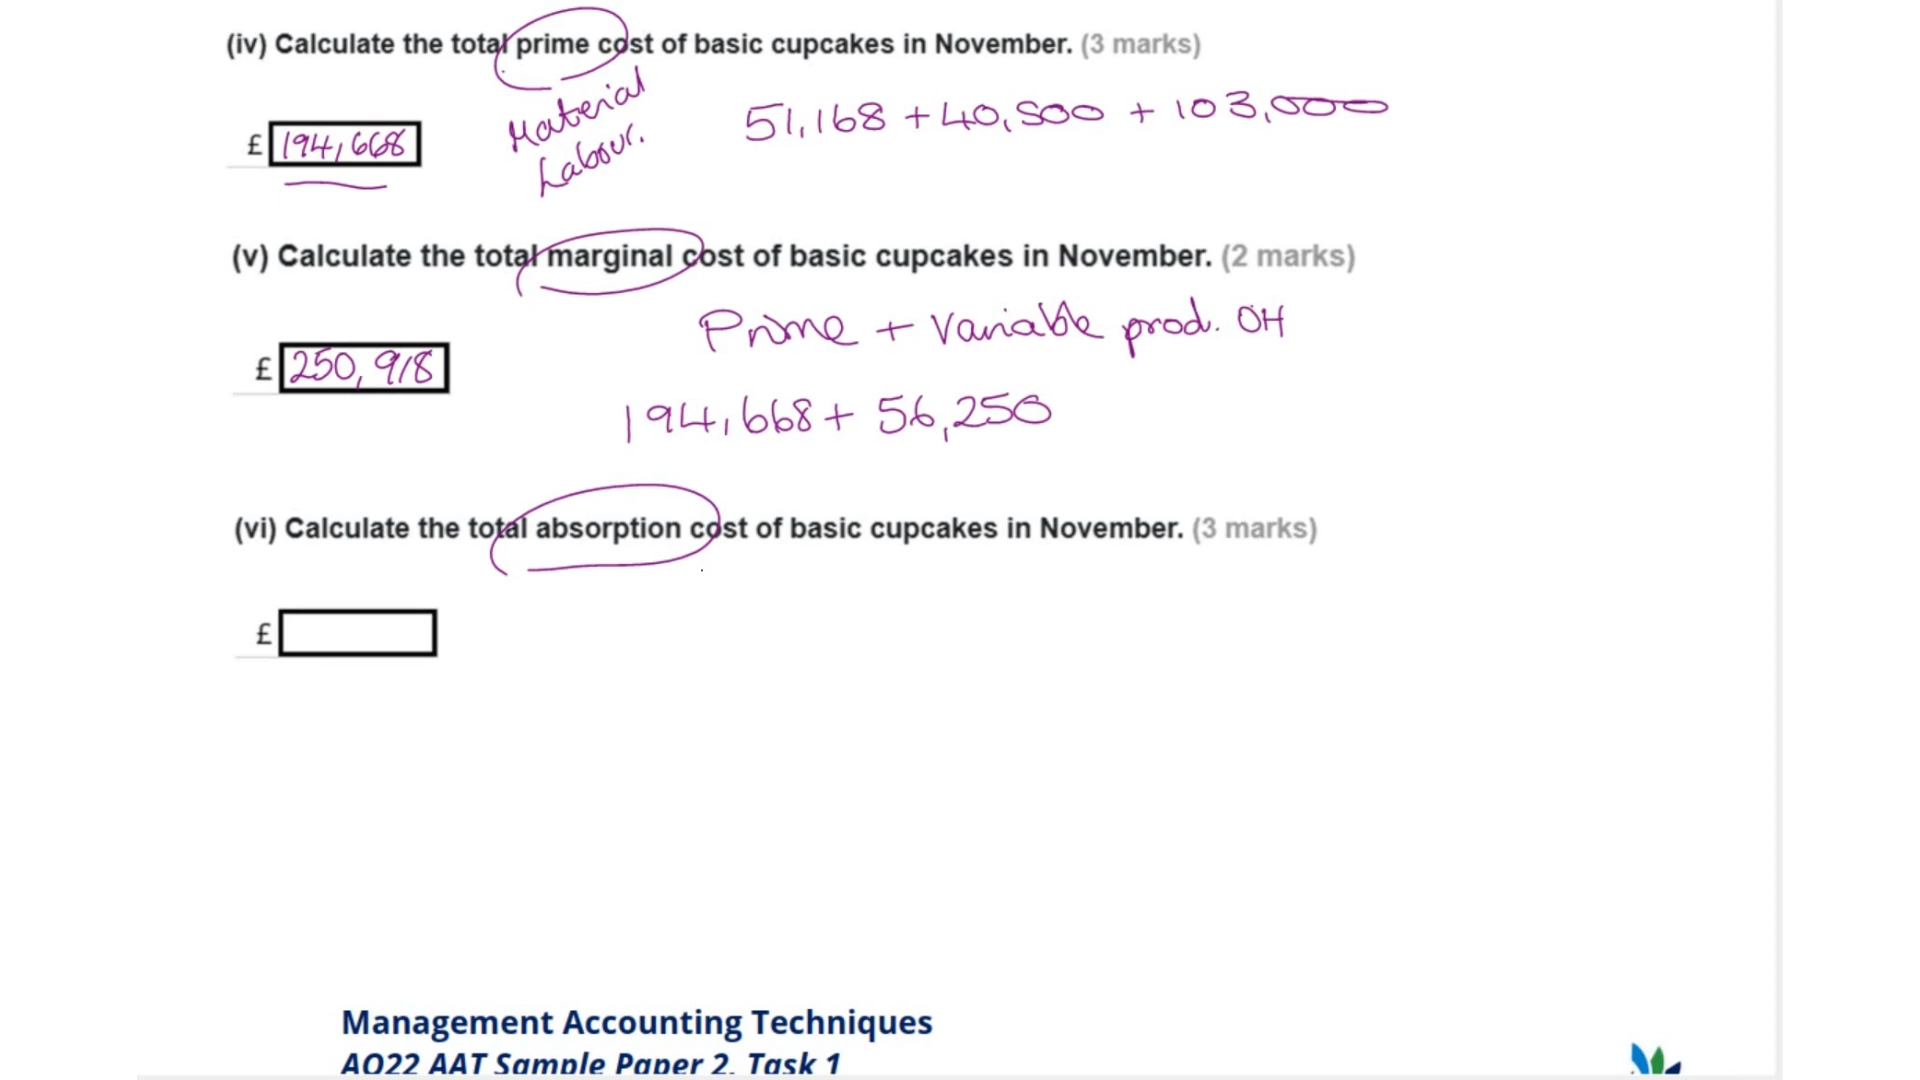 (iv) Calculate the total prime cost of basic cupcakes in November. (3 marks)
£ 194,668
Material
Labour.
51,168 + 40,500 + 103,000
(v) Calculate the total marginal cost of basic cupcakes in November. (2 marks)
Prime + Variable prod. OH
£ 250,918
194,668 + 56,250
(vi) Calculate the total absorption cost of basic cupcakes in November. (3 marks)
£
Management Accounting Techniques
AQ22 AAT Sample Paper 2, Task 1